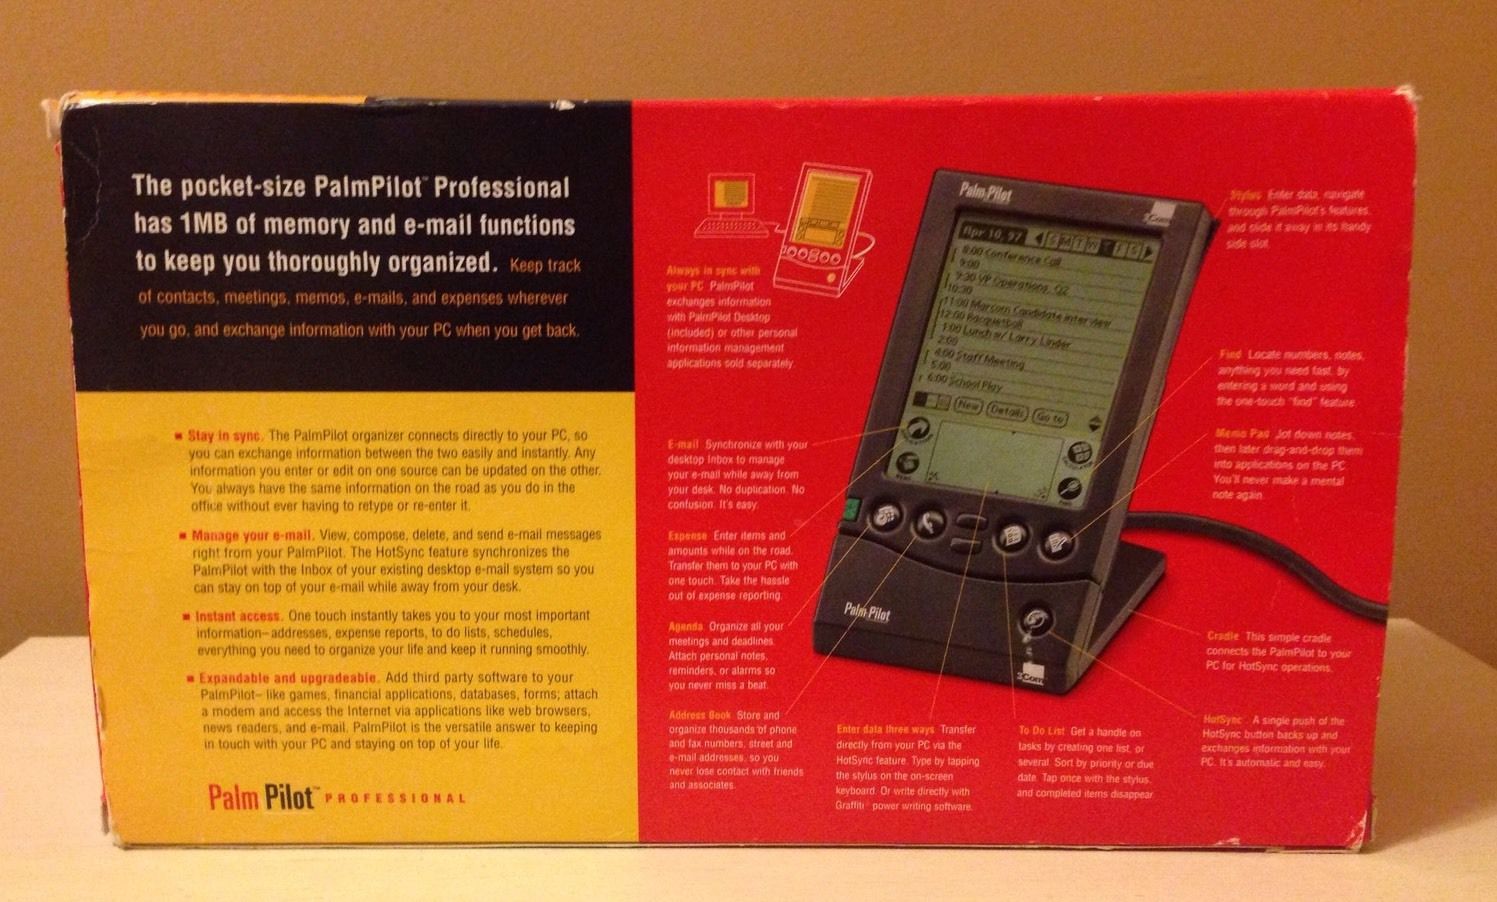 The pocket-size PalmPilot™ Professional
has 1MB of memory and e-mail functions
to keep you thoroughly organized. Keep track
of contacts, meetings, memos, e-mails, and expenses wherever
you go, and exchange information with your PC when you get back.
▪ Stay in sync. The PalmPilot organizer connects directly to your PC, so
you can exchange information between the two easily and instantly. Any
information you enter or edit on one source can be updated on the other.
You always have the same information on the road as you do in the
office without ever having to retype or re-enter it.
▪ Manage your e-mail. View, compose, delete, and send e-mail messages
right from your PalmPilot. The HotSync feature synchronizes the
PalmPilot with the Inbox of your existing desktop e-mail system so you
can stay on top of your e-mail while away from your desk.
▪ Instant access. One touch instantly takes you to your most important
information–addresses, expense reports, to do lists, schedules,
everything you need to organize your life and keep it running smoothly.
▪ Expandable and upgradeable. Add third party software to your
PalmPilot– like games, financial applications, databases, forms; attach
a modem and access the Internet via applications like web browsers,
news readers, and e-mail. PalmPilot is the versatile answer to keeping
in touch with your PC and staying on top of your life.
Palm Pilot™ PROFESSIONAL
Always in sync with
your PC PalmPilot
exchanges information
with PalmPilot Desktop
(included) or other personal
information management
applications sold separately.
E-mail Synchronize with your
desktop Inbox to manage
your e-mail while away from
your desk. No duplication. No
confusion. It's easy.
Expense Enter items and
amounts while on the road.
Transfer them to your PC with
one touch. Take the hassle
out of expense reporting.
Agenda Organize all your
meetings and deadlines.
Attach personal notes,
reminders, or alarms so
you never miss a beat.
Address Book Store and
organize thousands of phone
and fax numbers, street and
e-mail addresses, so you
never lose contact with friends
and associates.
Palm Pilot
3Com
Apr 10, 97 S M T W T F S
8:00 Conference Call
9:00
9:30 VP Operations, Q2
10:30
11:00 Marcom Candidate interview
12:00 Racquetball
1:00 Lunch w/ Larry Linder
2:00
4:00 Staff Meeting
5:00
6:00 School Play
New Details Go to
Palm Pilot
3Com
Enter data three ways Transfer
directly from your PC via the
HotSync feature. Type by tapping
the stylus on the on-screen
keyboard. Or write directly with
Graffiti power writing software.
To Do List Get a handle on
tasks by creating one list, or
several. Sort by priority or due
date. Tap once with the stylus,
and completed items disappear.
Stylus Enter data, navigate
through PalmPilot's features,
and slide it away in its handy
side slot.
Find Locate numbers, notes,
anything you need fast, by
entering a word and using
the one-touch "find" feature.
Memo Pad Jot down notes,
then later drag-and-drop them
into applications on the PC.
You'll never make a mental
note again.
Cradle This simple cradle
connects the PalmPilot to your
PC for HotSync operations.
HotSync A single push of the
HotSync button backs up and
exchanges information with your
PC. It's automatic and easy.